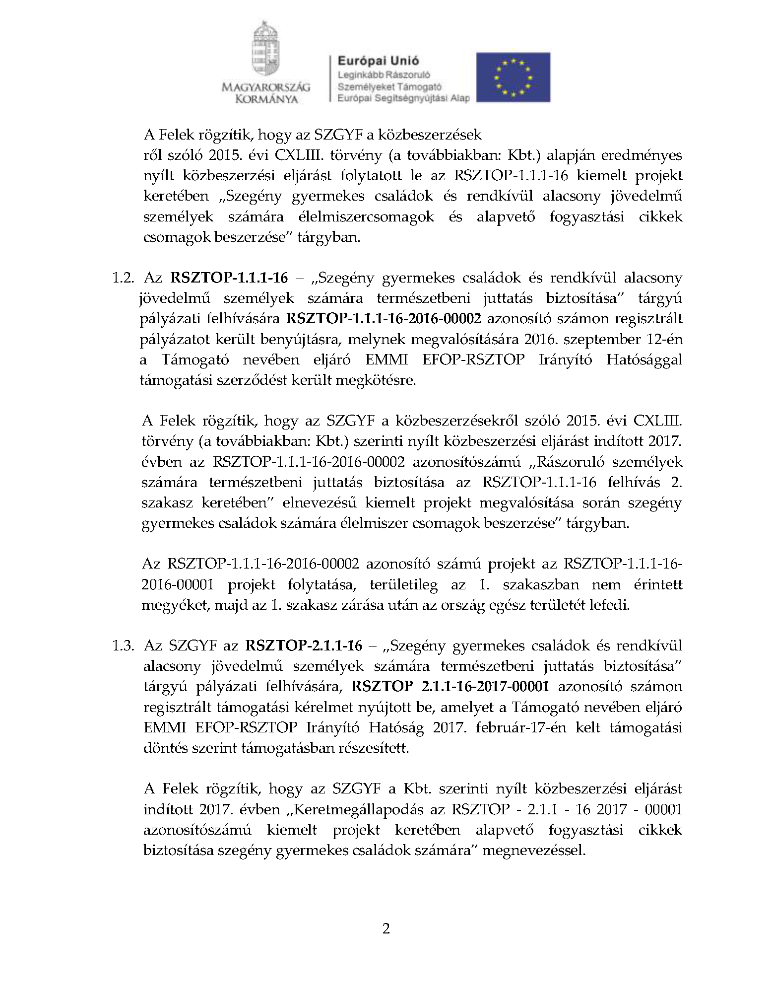 MAGYARORSZÁG
KORMÁNYA
Európai Unió
Leginkább Rászoruló
Személyeket Támogató
Európai Segítségnyújtási Alap
A Felek rögzítik, hogy az SZGYF a közbeszerzések
ről szóló 2015. évi CXLIII. törvény (a továbbiakban: Kbt.) alapján eredményes
nyílt közbeszerzési eljárást folytatott le az RSZTOP-1.1.1-16 kiemelt projekt
keretében „Szegény gyermekes családok és rendkívül alacsony jövedelmű
személyek számára élelmiszercsomagok és alapvető fogyasztási cikkek
csomagok beszerzése” tárgyban.
1.2. Az RSZTOP-1.1.1-16 – „Szegény gyermekes családok és rendkívül alacsony
jövedelmű személyek számára természetbeni juttatás biztosítása” tárgyú
pályázati felhívására RSZTOP-1.1.1-16-2016-00002 azonosító számon regisztrált
pályázatot került benyújtásra, melynek megvalósítására 2016. szeptember 12-én
a Támogató nevében eljáró EMMI EFOP-RSZTOP Irányító Hatósággal
támogatási szerződést került megkötésre.
A Felek rögzítik, hogy az SZGYF a közbeszerzésekről szóló 2015. évi CXLIII.
törvény (a továbbiakban: Kbt.) szerinti nyílt közbeszerzési eljárást indított 2017.
évben az RSZTOP-1.1.1-16-2016-00002 azonosítószámú „Rászoruló személyek
számára természetbeni juttatás biztosítása az RSZTOP-1.1.1-16 felhívás 2.
szakasz keretében” elnevezésű kiemelt projekt megvalósítása során szegény
gyermekes családok számára élelmiszer csomagok beszerzése” tárgyban.
Az RSZTOP-1.1.1-16-2016-00002 azonosító számú projekt az RSZTOP-1.1.1-16-
2016-00001 projekt folytatása, területileg az 1. szakaszban nem érintett
megyéket, majd az 1. szakasz zárása után az ország egész területét lefedi.
1.3. Az SZGYF az RSZTOP-2.1.1-16 – „Szegény gyermekes családok és rendkívül
alacsony jövedelmű személyek számára természetbeni juttatás biztosítása”
tárgyú pályázati felhívására, RSZTOP 2.1.1-16-2017-00001 azonosító számon
regisztrált támogatási kérelmet nyújtott be, amelyet a Támogató nevében eljáró
EMMI EFOP-RSZTOP Irányító Hatóság 2017. február-17-én kelt támogatási
döntés szerint támogatásban részesített.
A Felek rögzítik, hogy az SZGYF a Kbt. szerinti nyílt közbeszerzési eljárást
indított 2017. évben „Keretmegállapodás az RSZTOP - 2.1.1 - 16 2017 - 00001
azonosítószámú kiemelt projekt keretében alapvető fogyasztási cikkek
biztosítása szegény gyermekes családok számára” megnevezéssel.
2